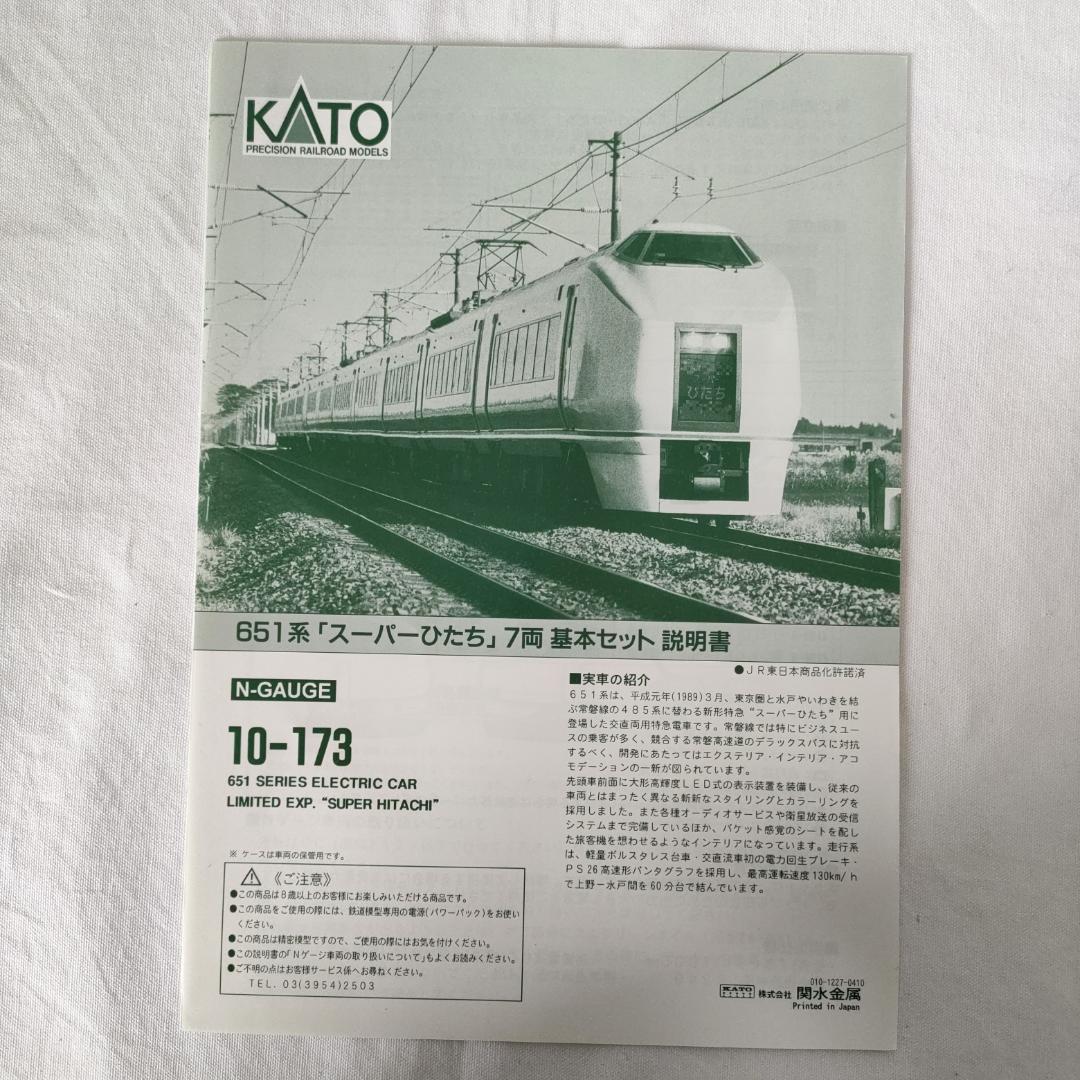 KATO
PRECISION RAILROAD MODELS
ひたち
651系「スーパーひたち」7両 基本セット 説明書
●JR東日本商品化許諾済
N-GAUGE
10-173
651 SERIES ELECTRIC CAR
LIMITED EXP. “SUPER HITACHI”
※ ケースは車両の保管用です。
《ご注意》
●この商品は8歳以上のお客様にお楽しみいただける商品です。
●この商品をご使用の際には、鉄道模型専用の電源(パワーパック)をお使い
ください。
●この商品は精密模型ですので、ご使用の際にはお気を付けください。
●この説明書の「Nゲージ車両の取り扱いについて」もよくお読みください。
●ご不明の点はお客様サービス係へお尋ねください。
TEL. 03(3954)2503
■実車の紹介
651系は、平成元年(1989)3月、東京圏と水戸やいわきを結
ぶ常磐線の485系に替わる新形特急“スーパーひたち”用に
登場した交直両用特急電車です。常磐線では特にビジネスユー
スの乗客が多く、競合する常磐高速道のデラックスバスに対抗
するべく、開発にあたってはエクステリア・インテリア・アコ
モデーションの一新が図られています。
先頭車前面に大形高輝度LED式の表示装置を装備し、従来の
車両とはまったく異なる斬新なスタイリングとカラーリングを
採用しました。また各種オーディオサービスや衛星放送の受信
システムまで完備しているほか、バケット感覚のシートを配し
た旅客機を想わせるようなインテリアになっています。走行系
は、軽量ボルスタレス台車・交直流車初の電力回生ブレーキ・
PS26高速形パンタグラフを採用し、最高運転速度130km/h
で上野ー水戸間を60分台で結んでいます。
010-1227-0410
KATO 株式会社 関水金属
Printed in Japan